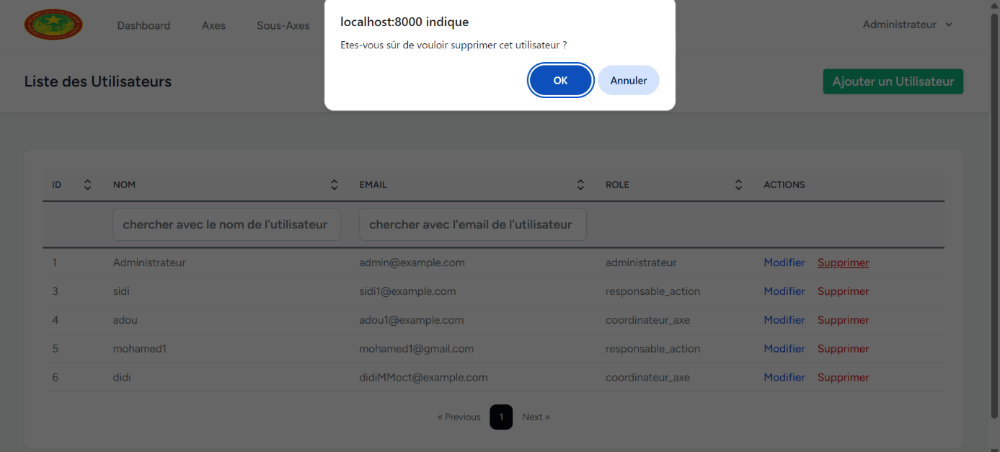 localhost:8000 indique
Etes-vous sûr de vouloir supprimer cet utilisateur ?
OK Annuler
Dashboard Axes Sous-Axes Administrateur
Liste des Utilisateurs Ajouter un Utilisateur
ID NOM EMAIL ROLE ACTIONS
chercher avec le nom de l'utilisateur chercher avec l'email de l'utilisateur
1 Administrateur admin@example.com administrateur Modifier Supprimer
3 sidi sidi1@example.com responsable_action Modifier Supprimer
4 adou adou1@example.com coordinateur_axe Modifier Supprimer
5 mohamed1 mohamed1@gmail.com responsable_action Modifier Supprimer
6 didi didiMMoct@example.com coordinateur_axe Modifier Supprimer
« Previous 1 Next »